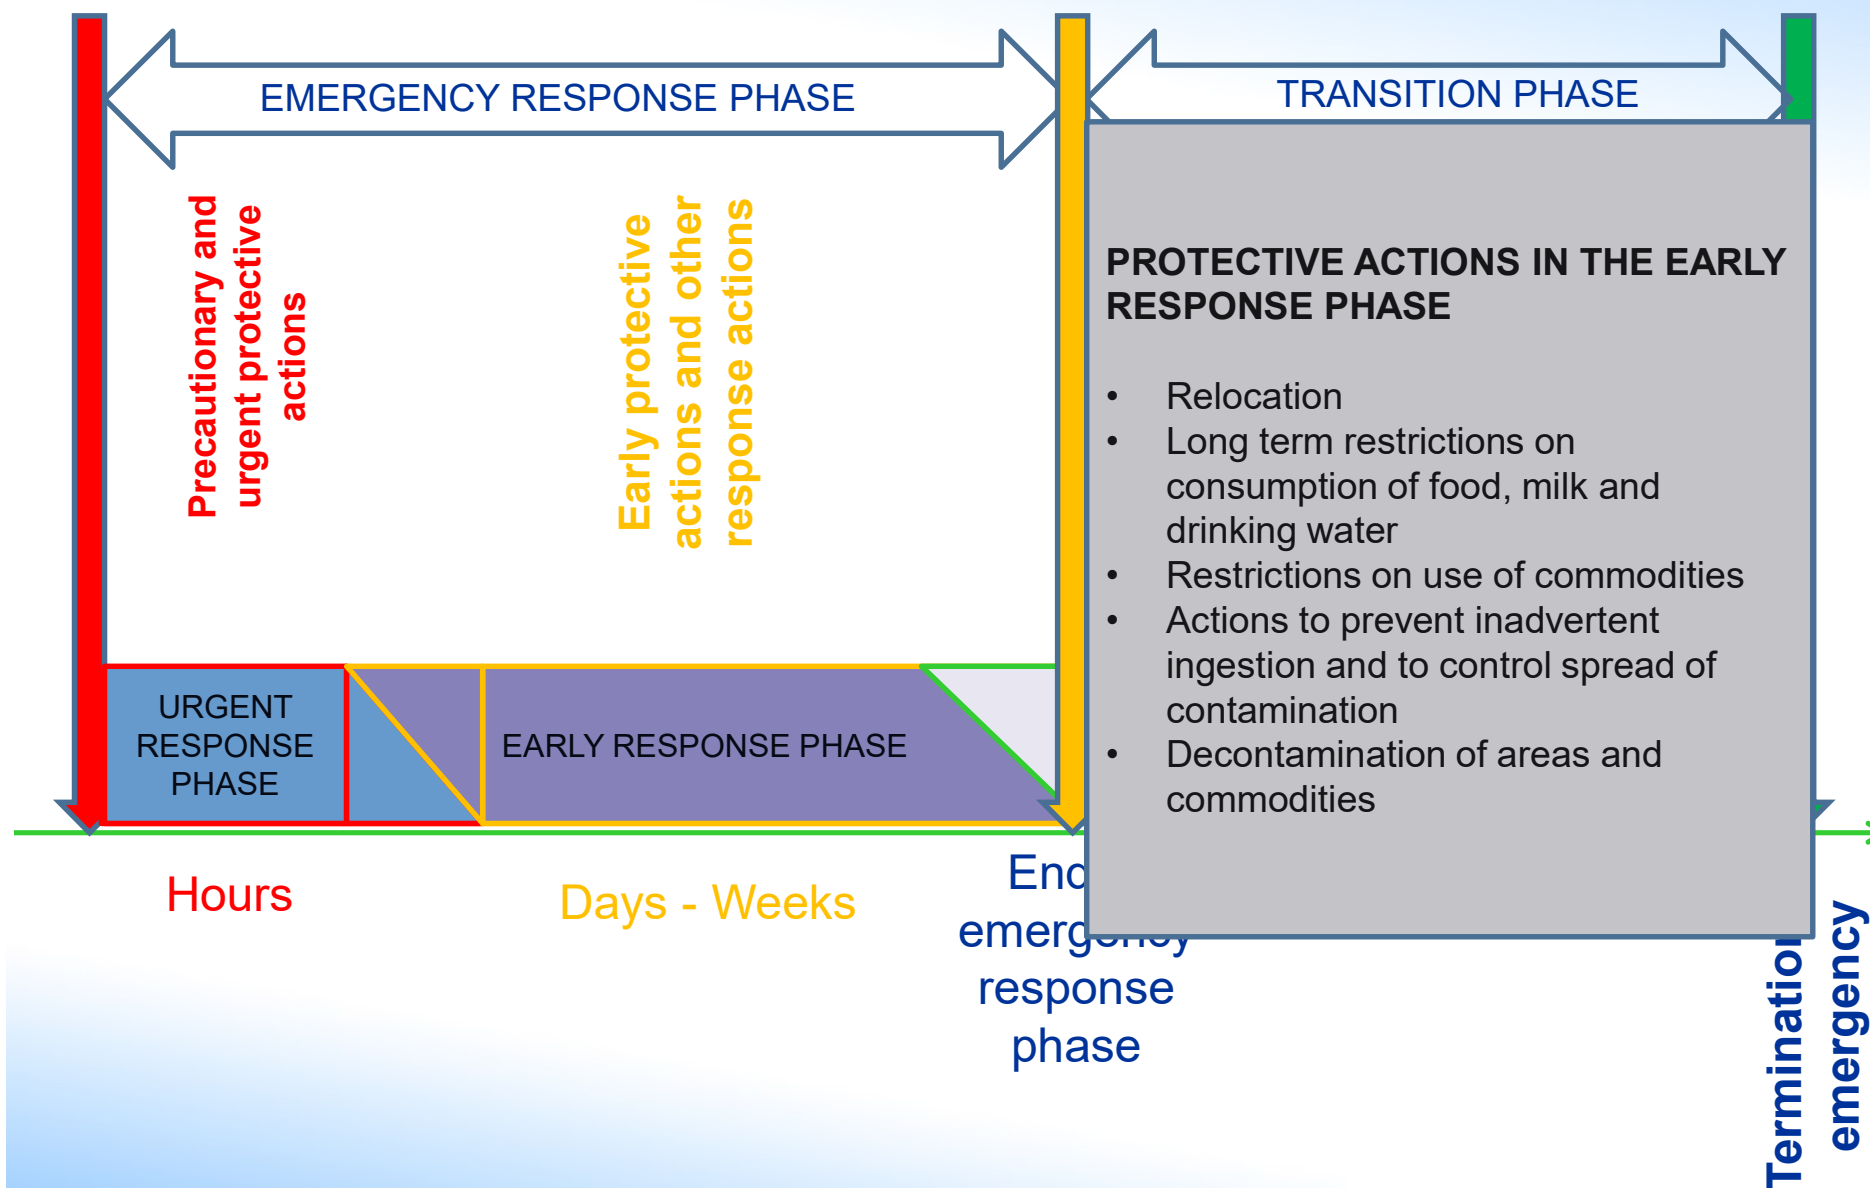 EMERGENCY RESPONSE PHASE
TRANSITION PHASE
Precautionary and
urgent protective
actions
Early protective
actions and other
response actions
PROTECTIVE ACTIONS IN THE EARLY
RESPONSE PHASE
• Relocation
• Long term restrictions on
consumption of food, milk and
drinking water
• Restrictions on use of commodities
• Actions to prevent inadvertent
ingestion and to control spread of
contamination
• Decontamination of areas and
commodities
URGENT
RESPONSE
PHASE
EARLY RESPONSE PHASE
Hours
Days - Weeks
End
emergency
response
phase
Termination
emergency